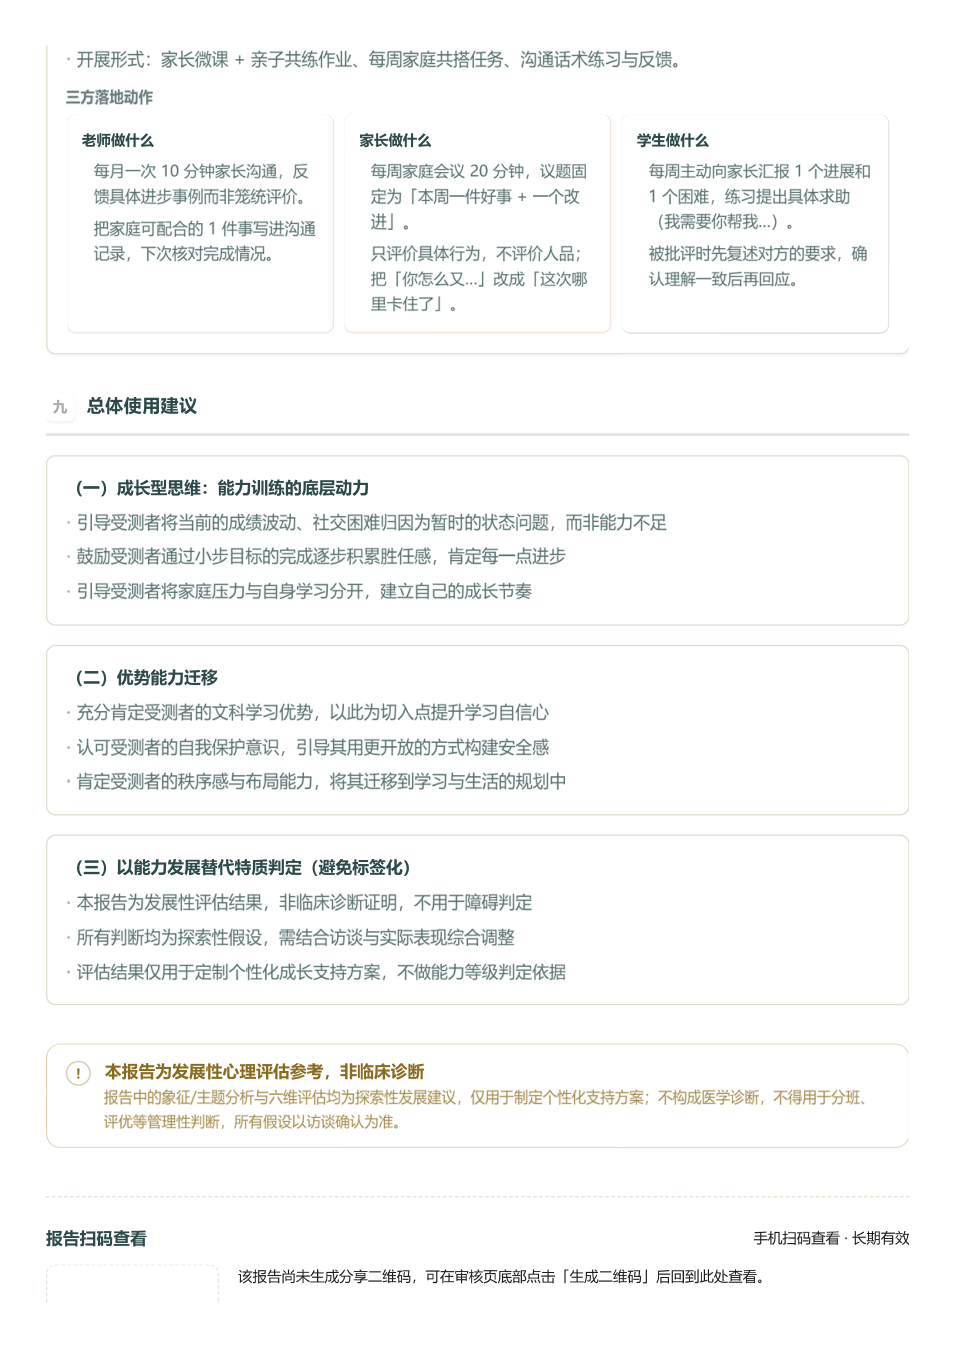 · 开展形式：家长微课 + 亲子共练作业、每周家庭共搭任务、沟通话术练习与反馈。
三方落地动作
老师做什么
每月一次 10 分钟家长沟通，反
馈具体进步事例而非笼统评价。
把家庭可配合的 1 件事写进沟通
记录，下次核对完成情况。
家长做什么
每周家庭会议 20 分钟，议题固
定为「本周一件好事 + 一个改
进」。
只评价具体行为，不评价人品；
把「你怎么又…」改成「这次哪
里卡住了」。
学生做什么
每周主动向家长汇报 1 个进展和
1 个困难，练习提出具体求助
（我需要你帮我…）。
被批评时先复述对方的要求，确
认理解一致后再回应。
九 总体使用建议
（一）成长型思维：能力训练的底层动力
· 引导受测者将当前的成绩波动、社交困难归因为暂时的状态问题，而非能力不足
· 鼓励受测者通过小步目标的完成逐步积累胜任感，肯定每一点进步
· 引导受测者将家庭压力与自身学习分开，建立自己的成长节奏
（二）优势能力迁移
· 充分肯定受测者的文科学习优势，以此为切入点提升学习自信心
· 认可受测者的自我保护意识，引导其用更开放的方式构建安全感
· 肯定受测者的秩序感与布局能力，将其迁移到学习与生活的规划中
（三）以能力发展替代特质判定（避免标签化）
· 本报告为发展性评估结果，非临床诊断证明，不用于障碍判定
· 所有判断均为探索性假设，需结合访谈与实际表现综合调整
· 评估结果仅用于定制个性化成长支持方案，不做能力等级判定依据
! 本报告为发展性心理评估参考，非临床诊断
报告中的象征/主题分析与六维评估均为探索性发展建议，仅用于制定个性化支持方案；不构成医学诊断，不得用于分班、
评优等管理性判断，所有假设以访谈确认为准。
报告扫码查看
手机扫码查看 · 长期有效
该报告尚未生成分享二维码，可在审核页底部点击「生成二维码」后回到此处查看。